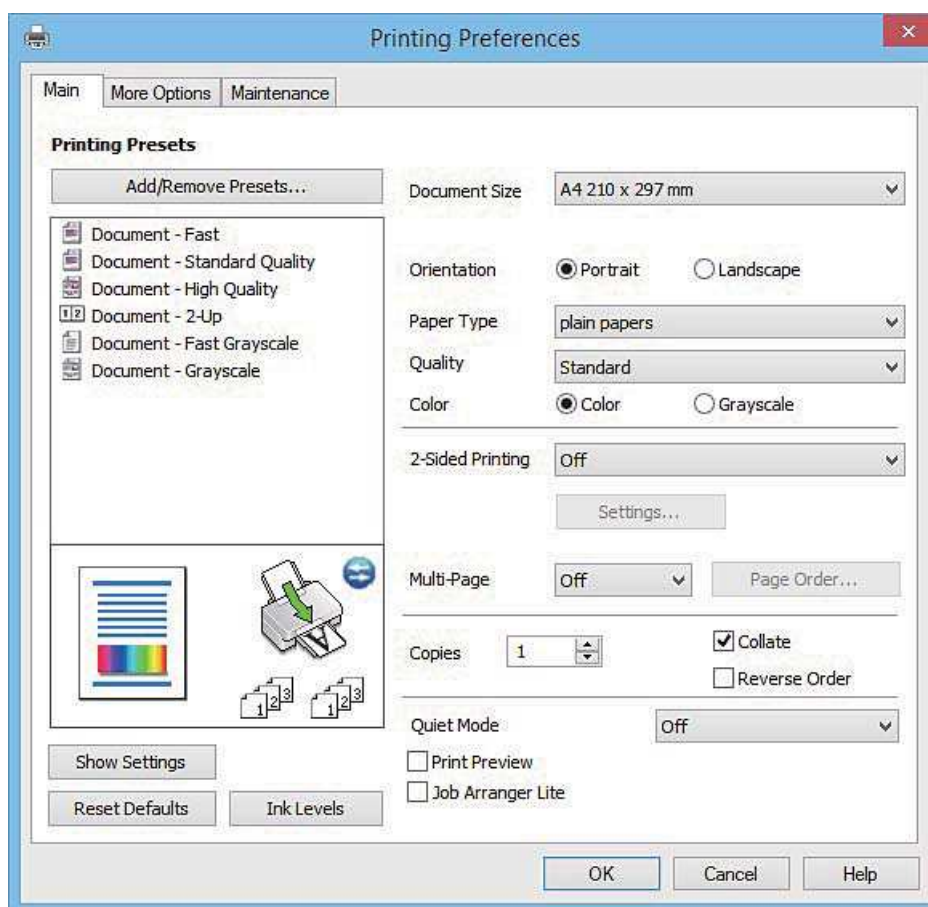 Printing Preferences
Main More Options Maintenance
Printing Presets
Add/Remove Presets...
Document - Fast
Document - Standard Quality
Document - High Quality
1 2 Document - 2-Up
Document - Fast Grayscale
Document - Grayscale
1 2 3 1 2 3
Show Settings
Reset Defaults Ink Levels
Document Size A4 210 x 297 mm
Orientation Portrait Landscape
Paper Type plain papers
Quality Standard
Color Color Grayscale
2-Sided Printing Off
Settings...
Multi-Page Off Page Order...
Copies 1 Collate
Reverse Order
Quiet Mode Off
Print Preview
Job Arranger Lite
OK Cancel Help